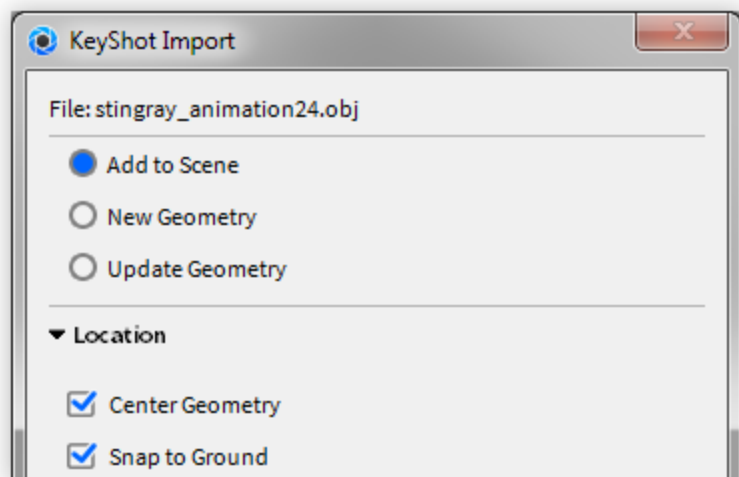 KeyShot Import
File: stingray_animation24.obj
Add to Scene
New Geometry
Update Geometry
Location
Center Geometry
Snap to Ground